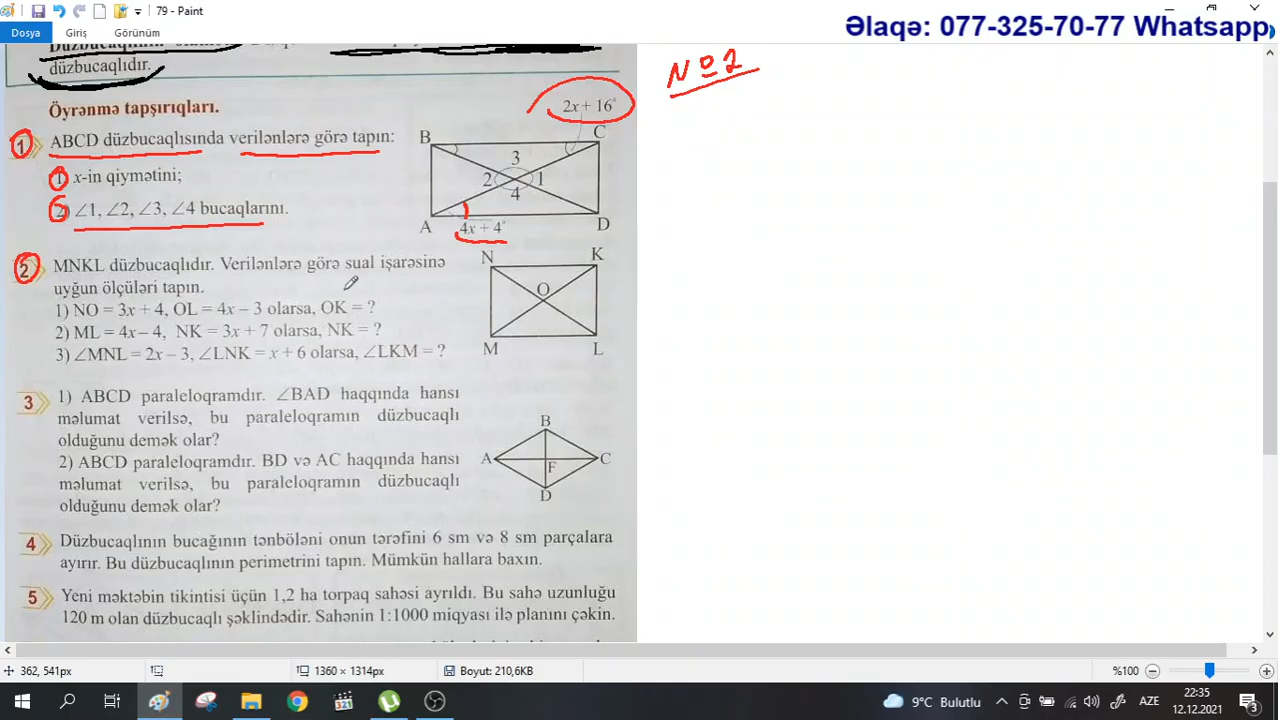 79 - Paint
Dosya Giriş Görünüm
Əlaqə: 077-325-70-77 Whatsapp
düzbucaqlıdır.
Öyrənmə tapşırıqları.
1 ABCD düzbucaqlısında verilənlərə görə tapın:
1) x-in qiymətini;
2) ∠1, ∠2, ∠3, ∠4 bucaqlarını.
2x + 16°
B C
3
2 1
4
A D
4x + 4°
2 MNKL düzbucaqlıdır. Verilənlərə görə sual işarəsinə
uyğun ölçüləri tapın.
1) NO = 3x + 4, OL = 4x – 3 olarsa, OK = ?
2) ML = 4x – 4, NK = 3x + 7 olarsa, NK = ?
3) ∠MNL = 2x – 3, ∠LNK = x + 6 olarsa, ∠LKM = ?
N K
O
M L
3 1) ABCD paraleloqramdır. ∠BAD haqqında hansı
məlumat verilsə, bu paraleloqramın düzbucaqlı
olduğunu demək olar?
2) ABCD paraleloqramdır. BD və AC haqqında hansı
məlumat verilsə, bu paraleloqramın düzbucaqlı
olduğunu demək olar?
B
A C
F
D
4 Düzbucaqlının bucağının tənböləni onun tərəfini 6 sm və 8 sm parçalara
ayırır. Bu düzbucaqlının perimetrini tapın. Mümkün hallara baxın.
5 Yeni məktəbin tikintisi üçün 1,2 ha torpaq sahəsi ayrıldı. Bu sahə uzunluğu
120 m olan düzbucaqlı şəklindədir. Sahənin 1:1000 miqyası ilə planını çəkin.
№2
362, 541px
1360 × 1314px
Boyut: 210,6KB
%100
321
9°C Bulutlu
AZE
22:35
12.12.2021
3